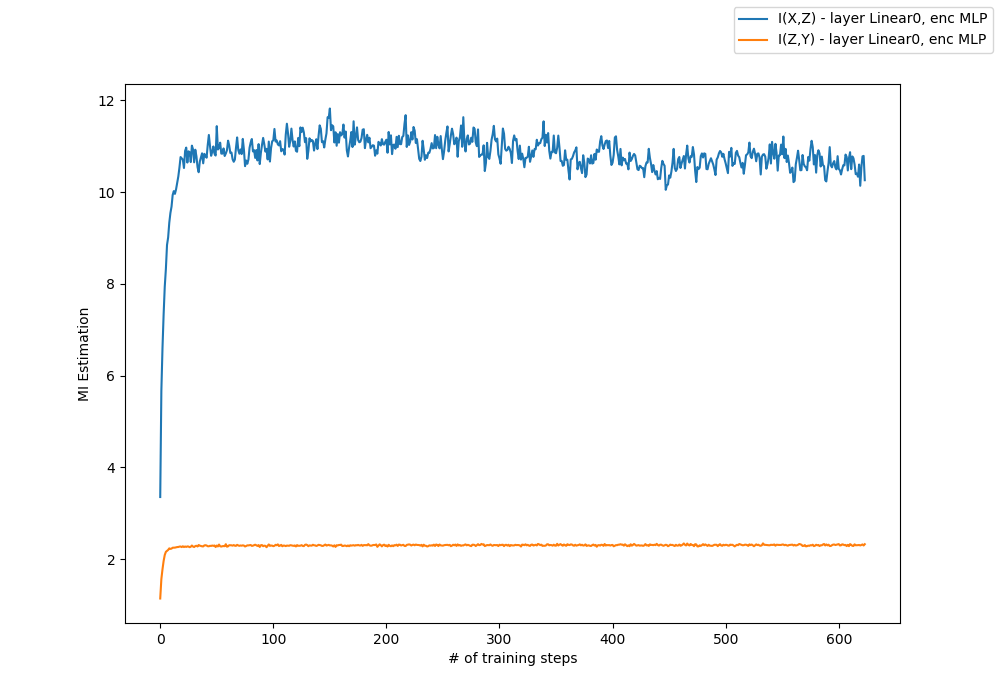 I(X,Z) - layer Linear0, enc MLP
I(Z,Y) - layer Linear0, enc MLP
12
10
8
6
4
2
MI Estimation
0 100 200 300 400 500 600
# of training steps